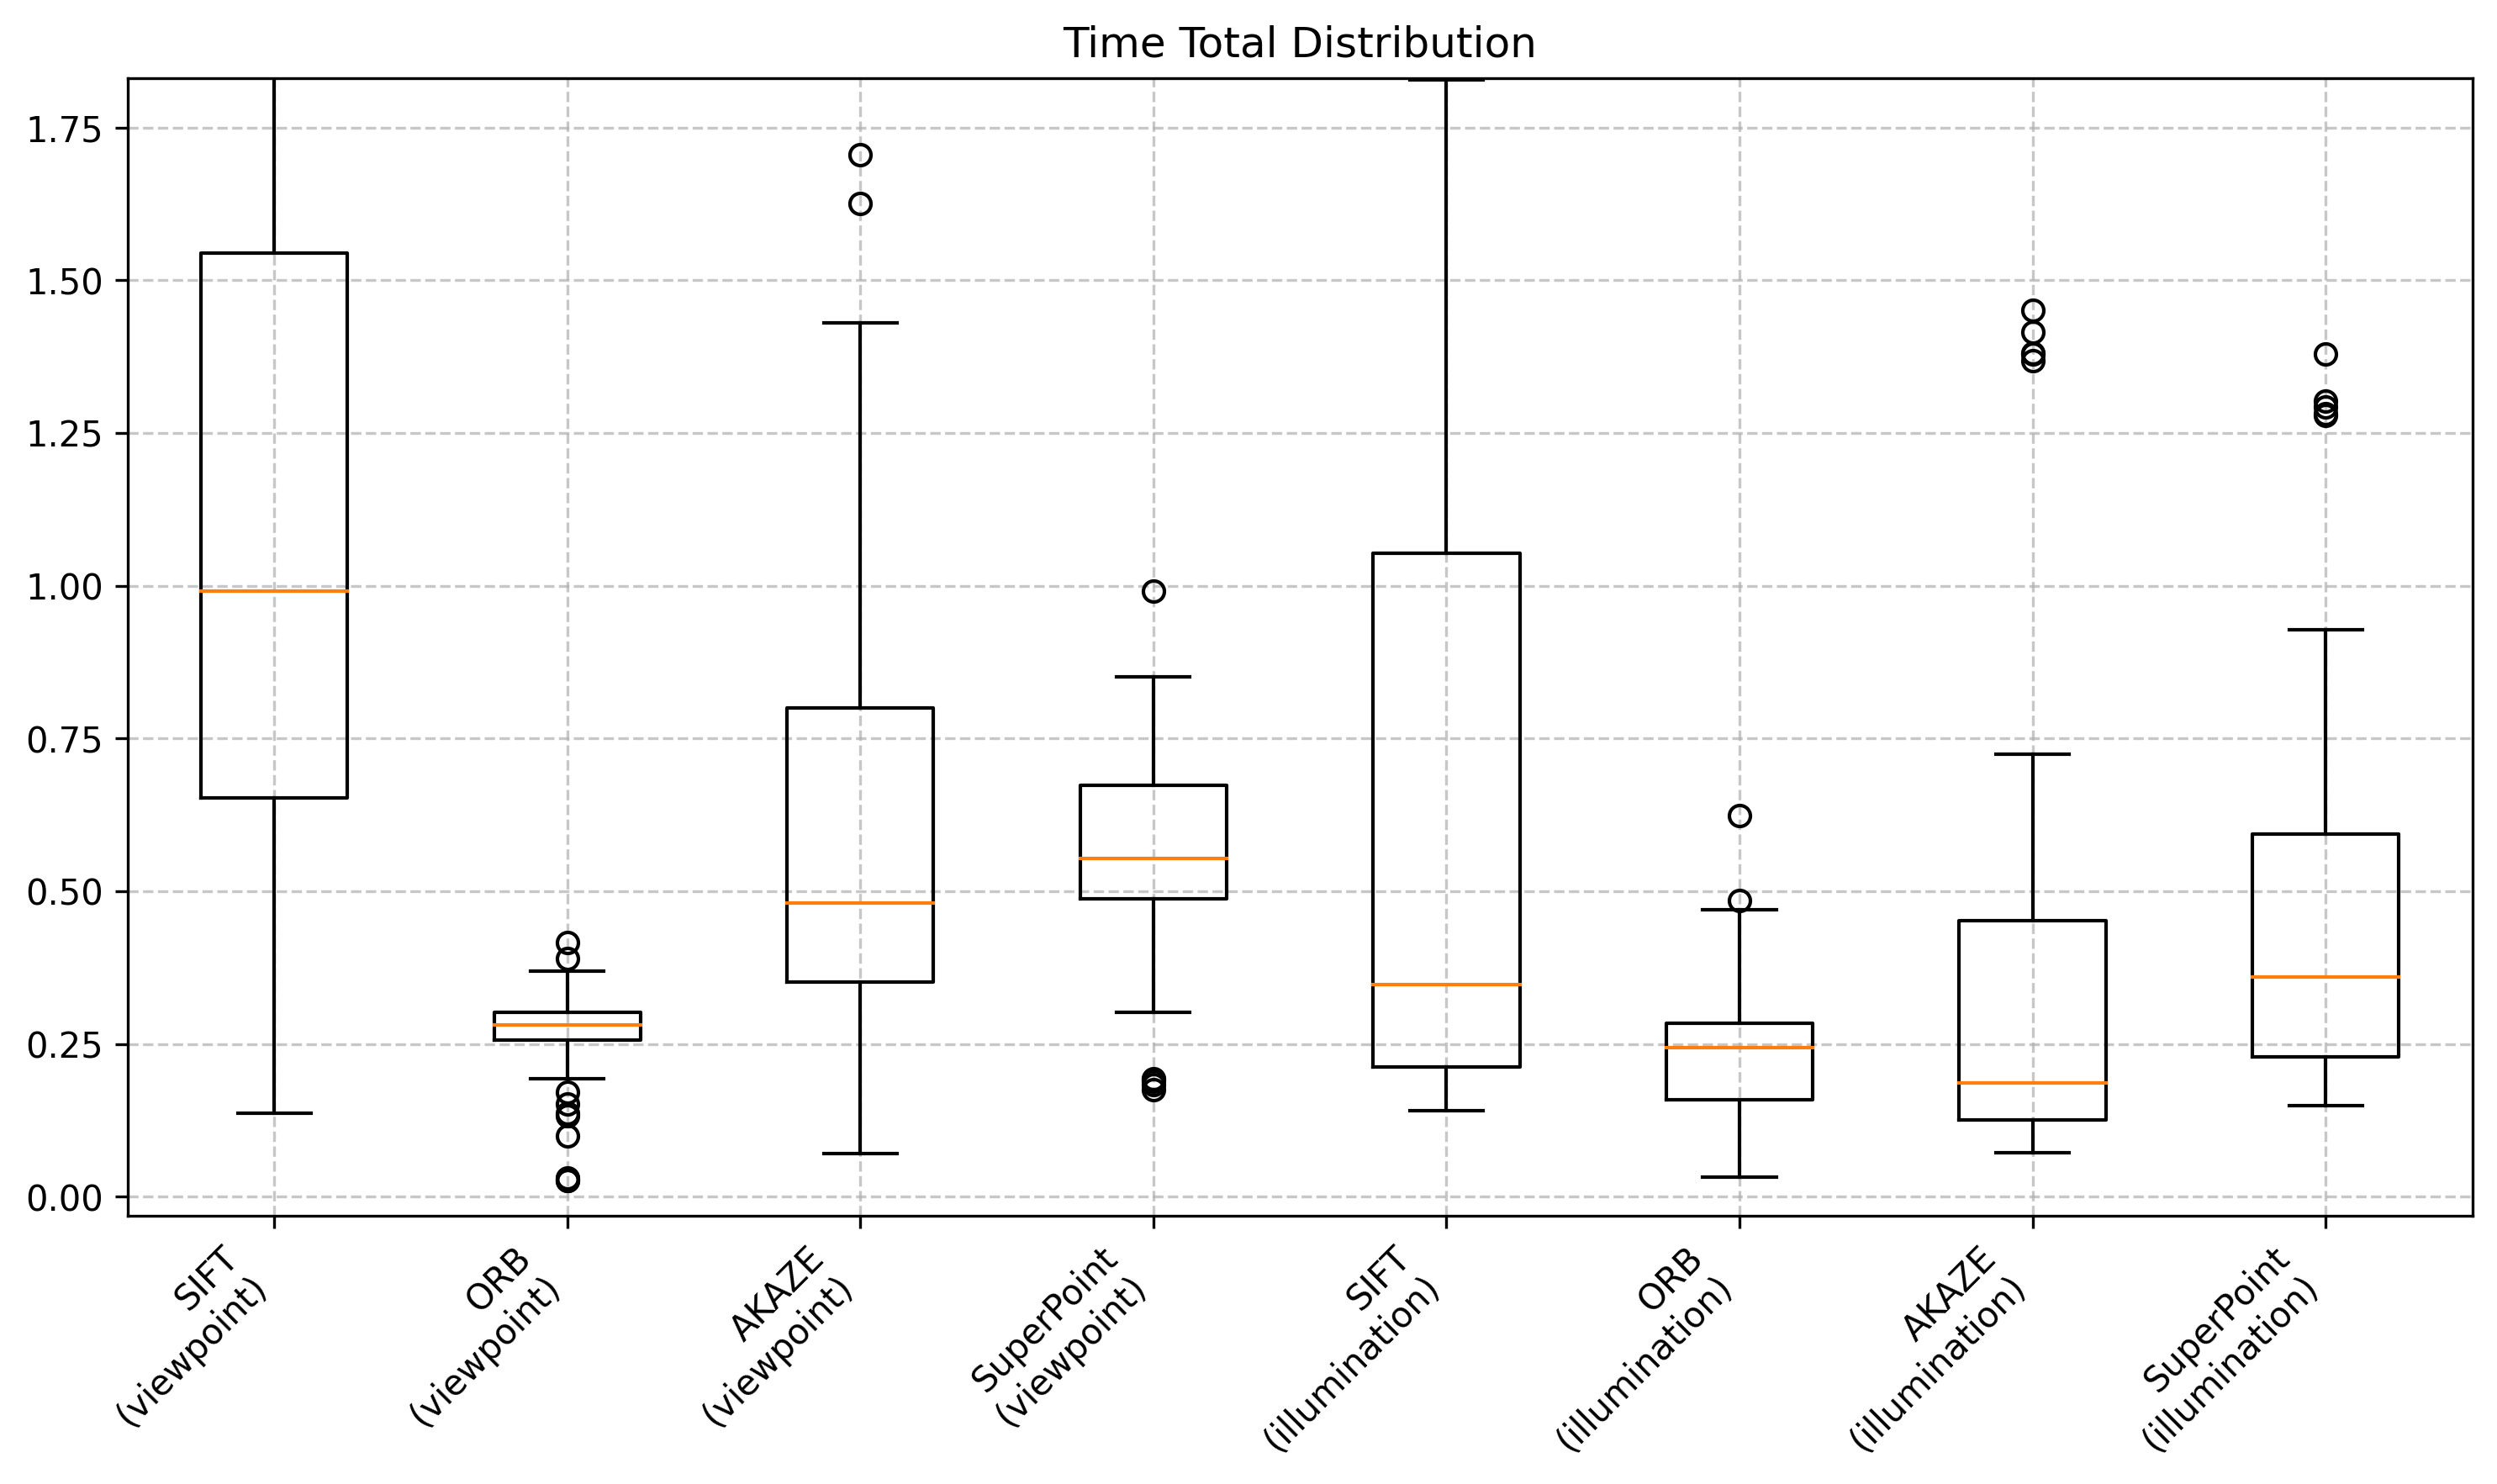 Time Total Distribution
1.75
1.50
1.25
1.00
0.75
0.50
0.25
0.00
SIFT
(viewpoint)
ORB
(viewpoint)
AKAZE
(viewpoint)
SuperPoint
(viewpoint)
SIFT
(illumination)
ORB
(illumination)
AKAZE
(illumination)
SuperPoint
(illumination)